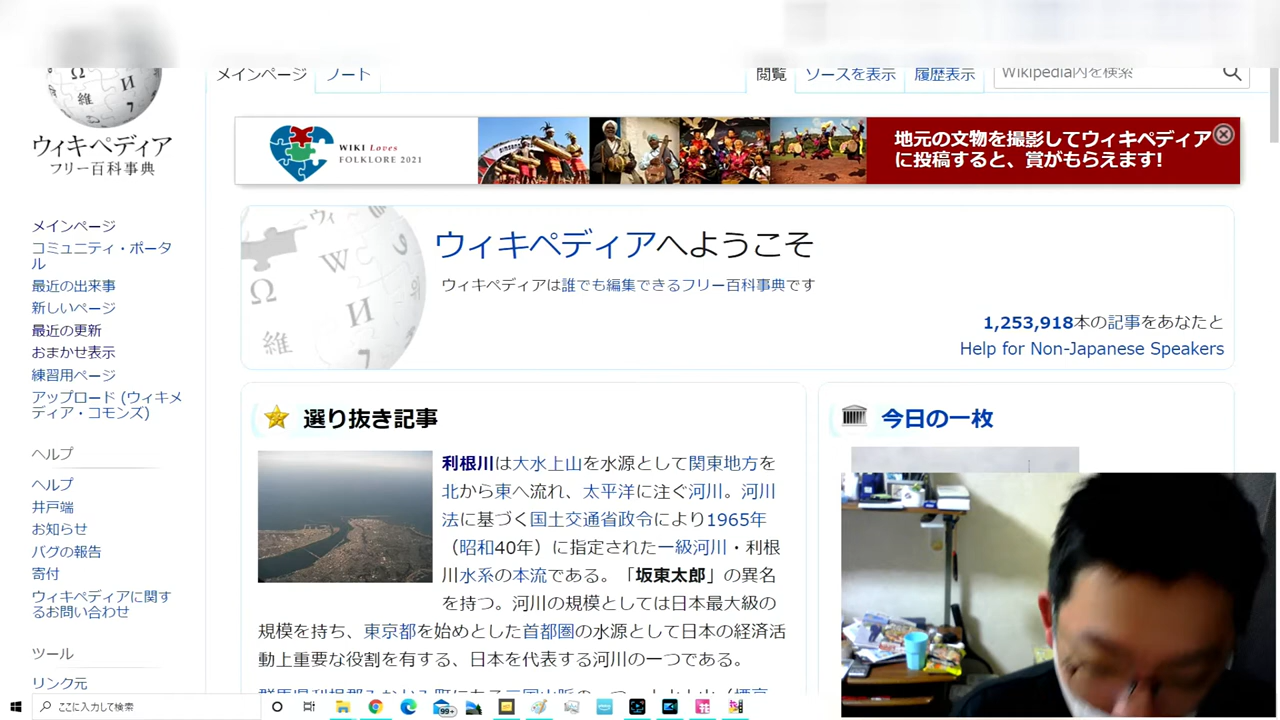 メインページ
ノート
閲覧
ソースを表示
履歴表示
Wikipedia内を検索
ウィキペディア
フリー百科事典
WIKI Loves
FOLKLORE 2021
地元の文物を撮影してウィキペディア
に投稿すると、賞がもらえます!
メインページ
コミュニティ・ポータ
ル
最近の出来事
新しいページ
最近の更新
おまかせ表示
練習用ページ
アップロード (ウィキメ
ディア・コモンズ)
ヘルプ
ヘルプ
井戸端
お知らせ
バグの報告
寄付
ウィキペディアに関す
るお問い合わせ
ツール
リンク元
ウィキペディアへようこそ
ウィキペディアは誰でも編集できるフリー百科事典です
1,253,918本の記事をあなたと
Help for Non-Japanese Speakers
選り抜き記事
利根川は大水上山を水源として関東地方を
北から東へ流れ、太平洋に注ぐ河川。河川
法に基づく国土交通省政令により1965年
（昭和40年）に指定された一級河川・利根
川水系の本流である。「坂東太郎」の異名
を持つ。河川の規模としては日本最大級の
規模を持ち、東京都を始めとした首都圏の水源として日本の経済活
動上重要な役割を有する、日本を代表する河川の一つである。
今日の一枚
ここに入力して検索
99+